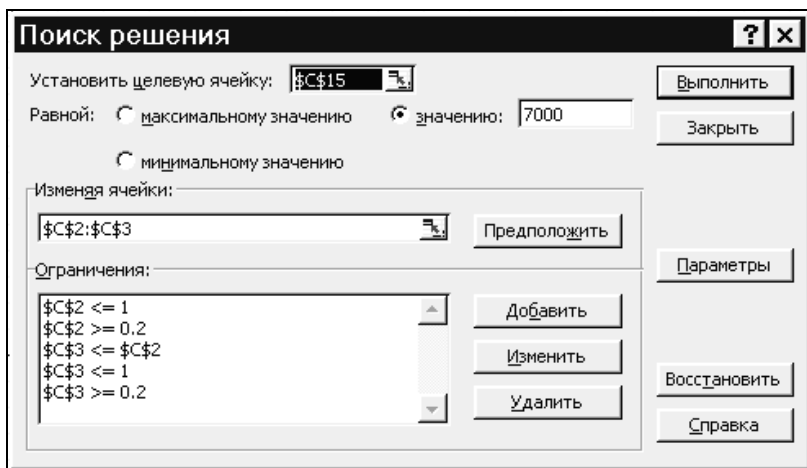 Поиск решения
Установить целевую ячейку: $C$15
Выполнить
Равной: максимальному значению значению: 7000
Закрыть
минимальному значению
Изменяя ячейки:
$C$2:$C$3
Предположить
Ограничения:
Параметры
$C$2 <= 1
$C$2 >= 0.2
$C$3 <= $C$2
$C$3 <= 1
$C$3 >= 0.2
Добавить
Изменить
Удалить
Восстановить
Справка